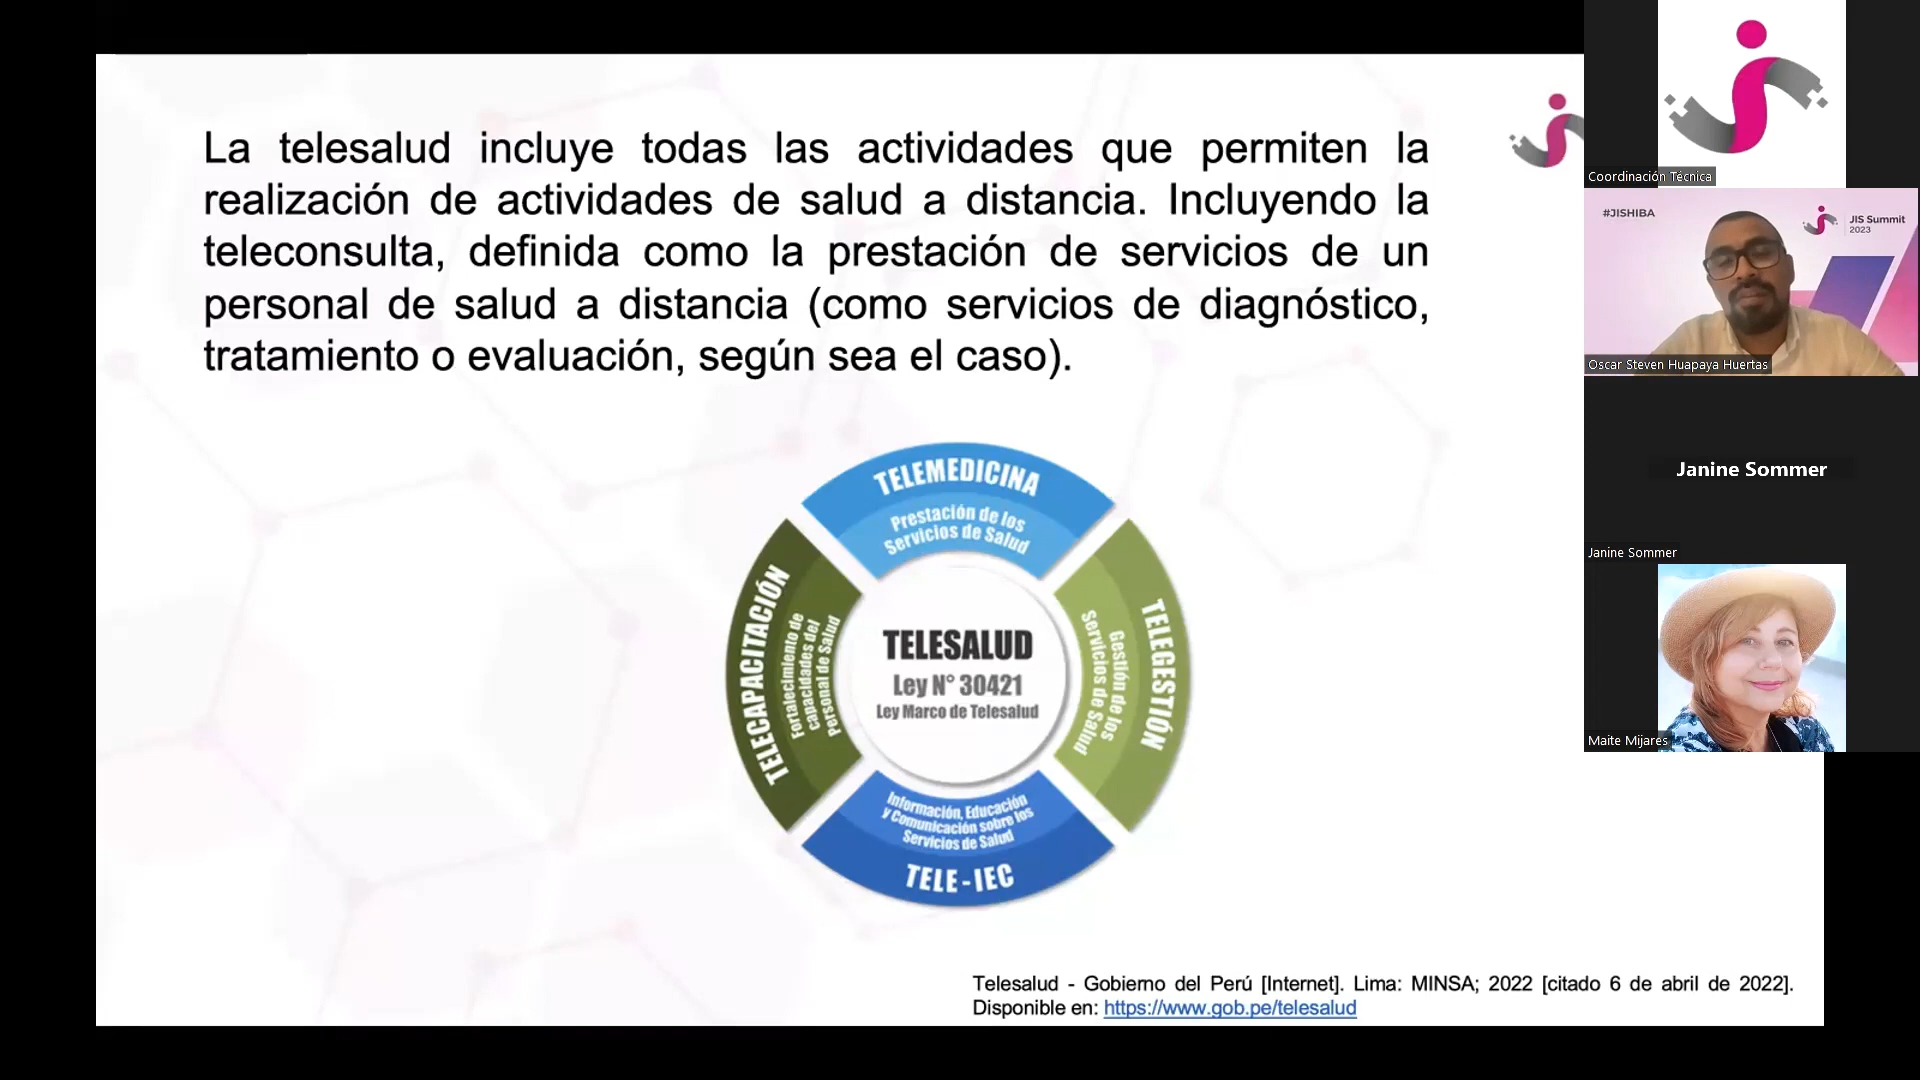 La telesalud incluye todas las actividades que permiten la
realización de actividades de salud a distancia. Incluyendo la
teleconsulta, definida como la prestación de servicios de un
personal de salud a distancia (como servicios de diagnóstico,
tratamiento o evaluación, según sea el caso).
TELEMEDICINA
Prestación de los
Servicios de Salud
TELECAPACITACIÓN
Fortalecimiento de
capacidades del
Personal de Salud
TELESALUD
Ley N° 30421
Ley Marco de Telesalud
TELEGESTIÓN
Gestión de los
Servicios de Salud
Información, Educación
y Comunicación sobre los
Servicios de Salud
TELE-IEC
Telesalud - Gobierno del Perú [Internet]. Lima: MINSA; 2022 [citado 6 de abril de 2022].
Disponible en: https://www.gob.pe/telesalud
Coordinación Técnica
#JISHIBA
JIS Summit
2023
Oscar Steven Huapaya Huertas
Janine Sommer
Janine Sommer
Maite Mijares